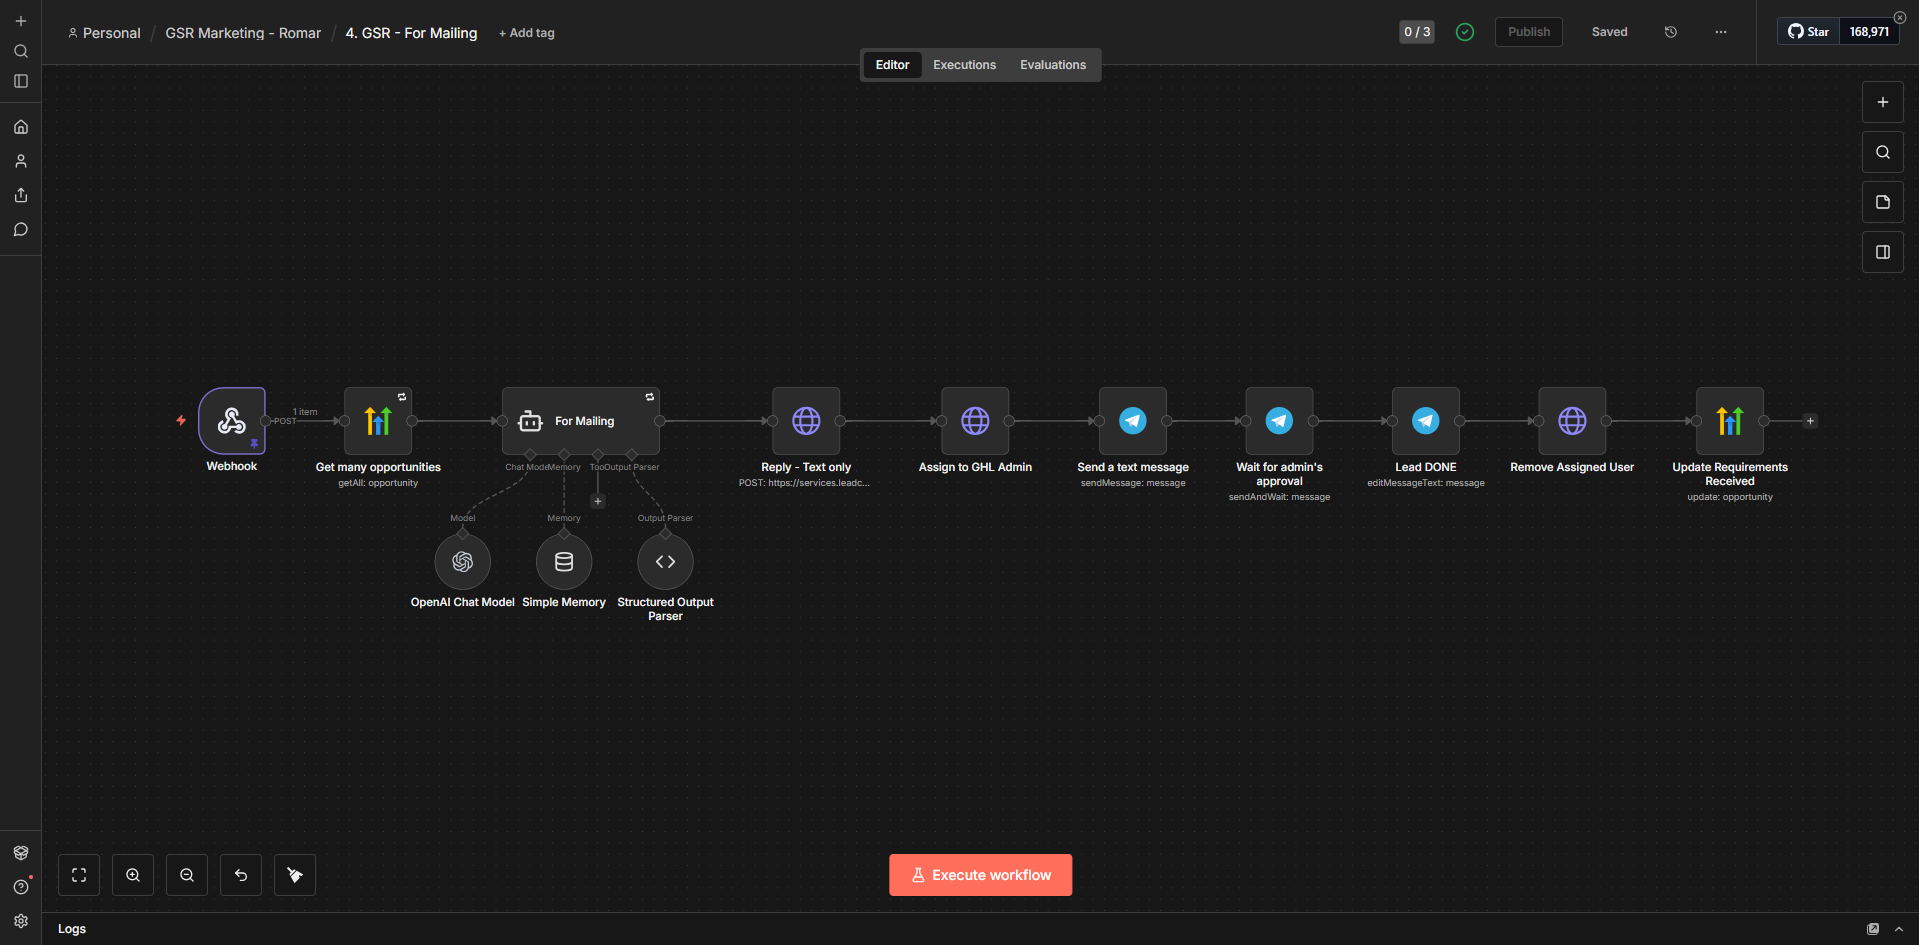 Personal / GSR Marketing - Romar / 4. GSR - For Mailing + Add tag
0 / 3
Publish
Saved
Star 168,971
Editor Executions Evaluations
POST
1 item
Webhook
Get many opportunities
getAll: opportunity
For Mailing
Chat Mode
Memory
Too
Output Parser
Model
Memory
Output Parser
OpenAI Chat Model
Simple Memory
Structured Output
Parser
Reply - Text only
POST: https://services.leadc...
Assign to GHL Admin
Send a text message
sendMessage: message
Wait for admin's
approval
sendAndWait: message
Lead DONE
editMessageText: message
Remove Assigned User
Update Requirements
Received
update: opportunity
Execute workflow
Logs